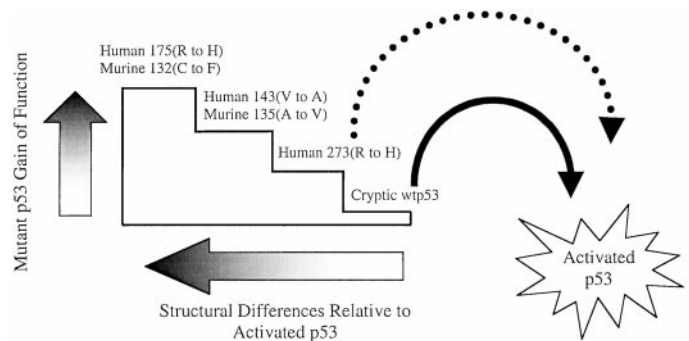 Human 175(R to H)
Murine 132(C to F)
Human 143(V to A)
Murine 135(A to V)
Human 273(R to H)
Cryptic wtp53
Mutant p53 Gain of Function
Activated
p53
Structural Differences Relative to
Activated p53